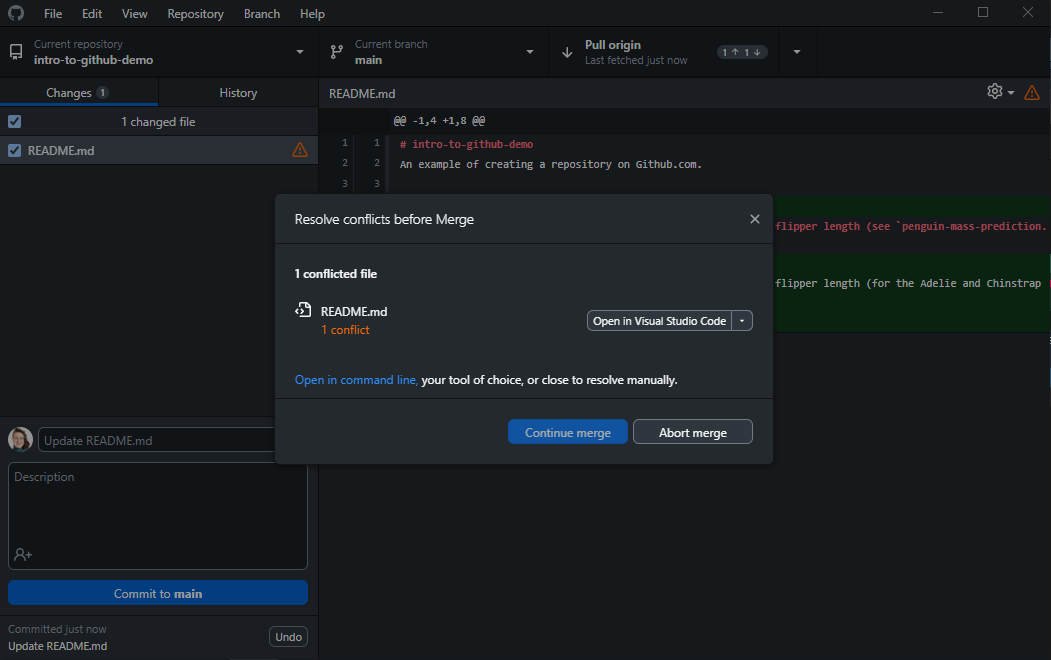 File Edit View Repository Branch Help
Current repository
intro-to-github-demo
Current branch
main
Pull origin
Last fetched just now
1 ↑ 1 ↓
Changes 1
History
README.md
1 changed file
README.md
@@ -1,4 +1,8 @@
1 1 # intro-to-github-demo
2 2 An example of creating a repository on Github.com.
3 3
flipper length (see `penguin-mass-prediction.
flipper length (for the Adelie and Chinstrap
Resolve conflicts before Merge
1 conflicted file
README.md
1 conflict
Open in Visual Studio Code
Open in command line, your tool of choice, or close to resolve manually.
Continue merge
Abort merge
Update README.md
Description
Commit to main
Committed just now
Update README.md
Undo